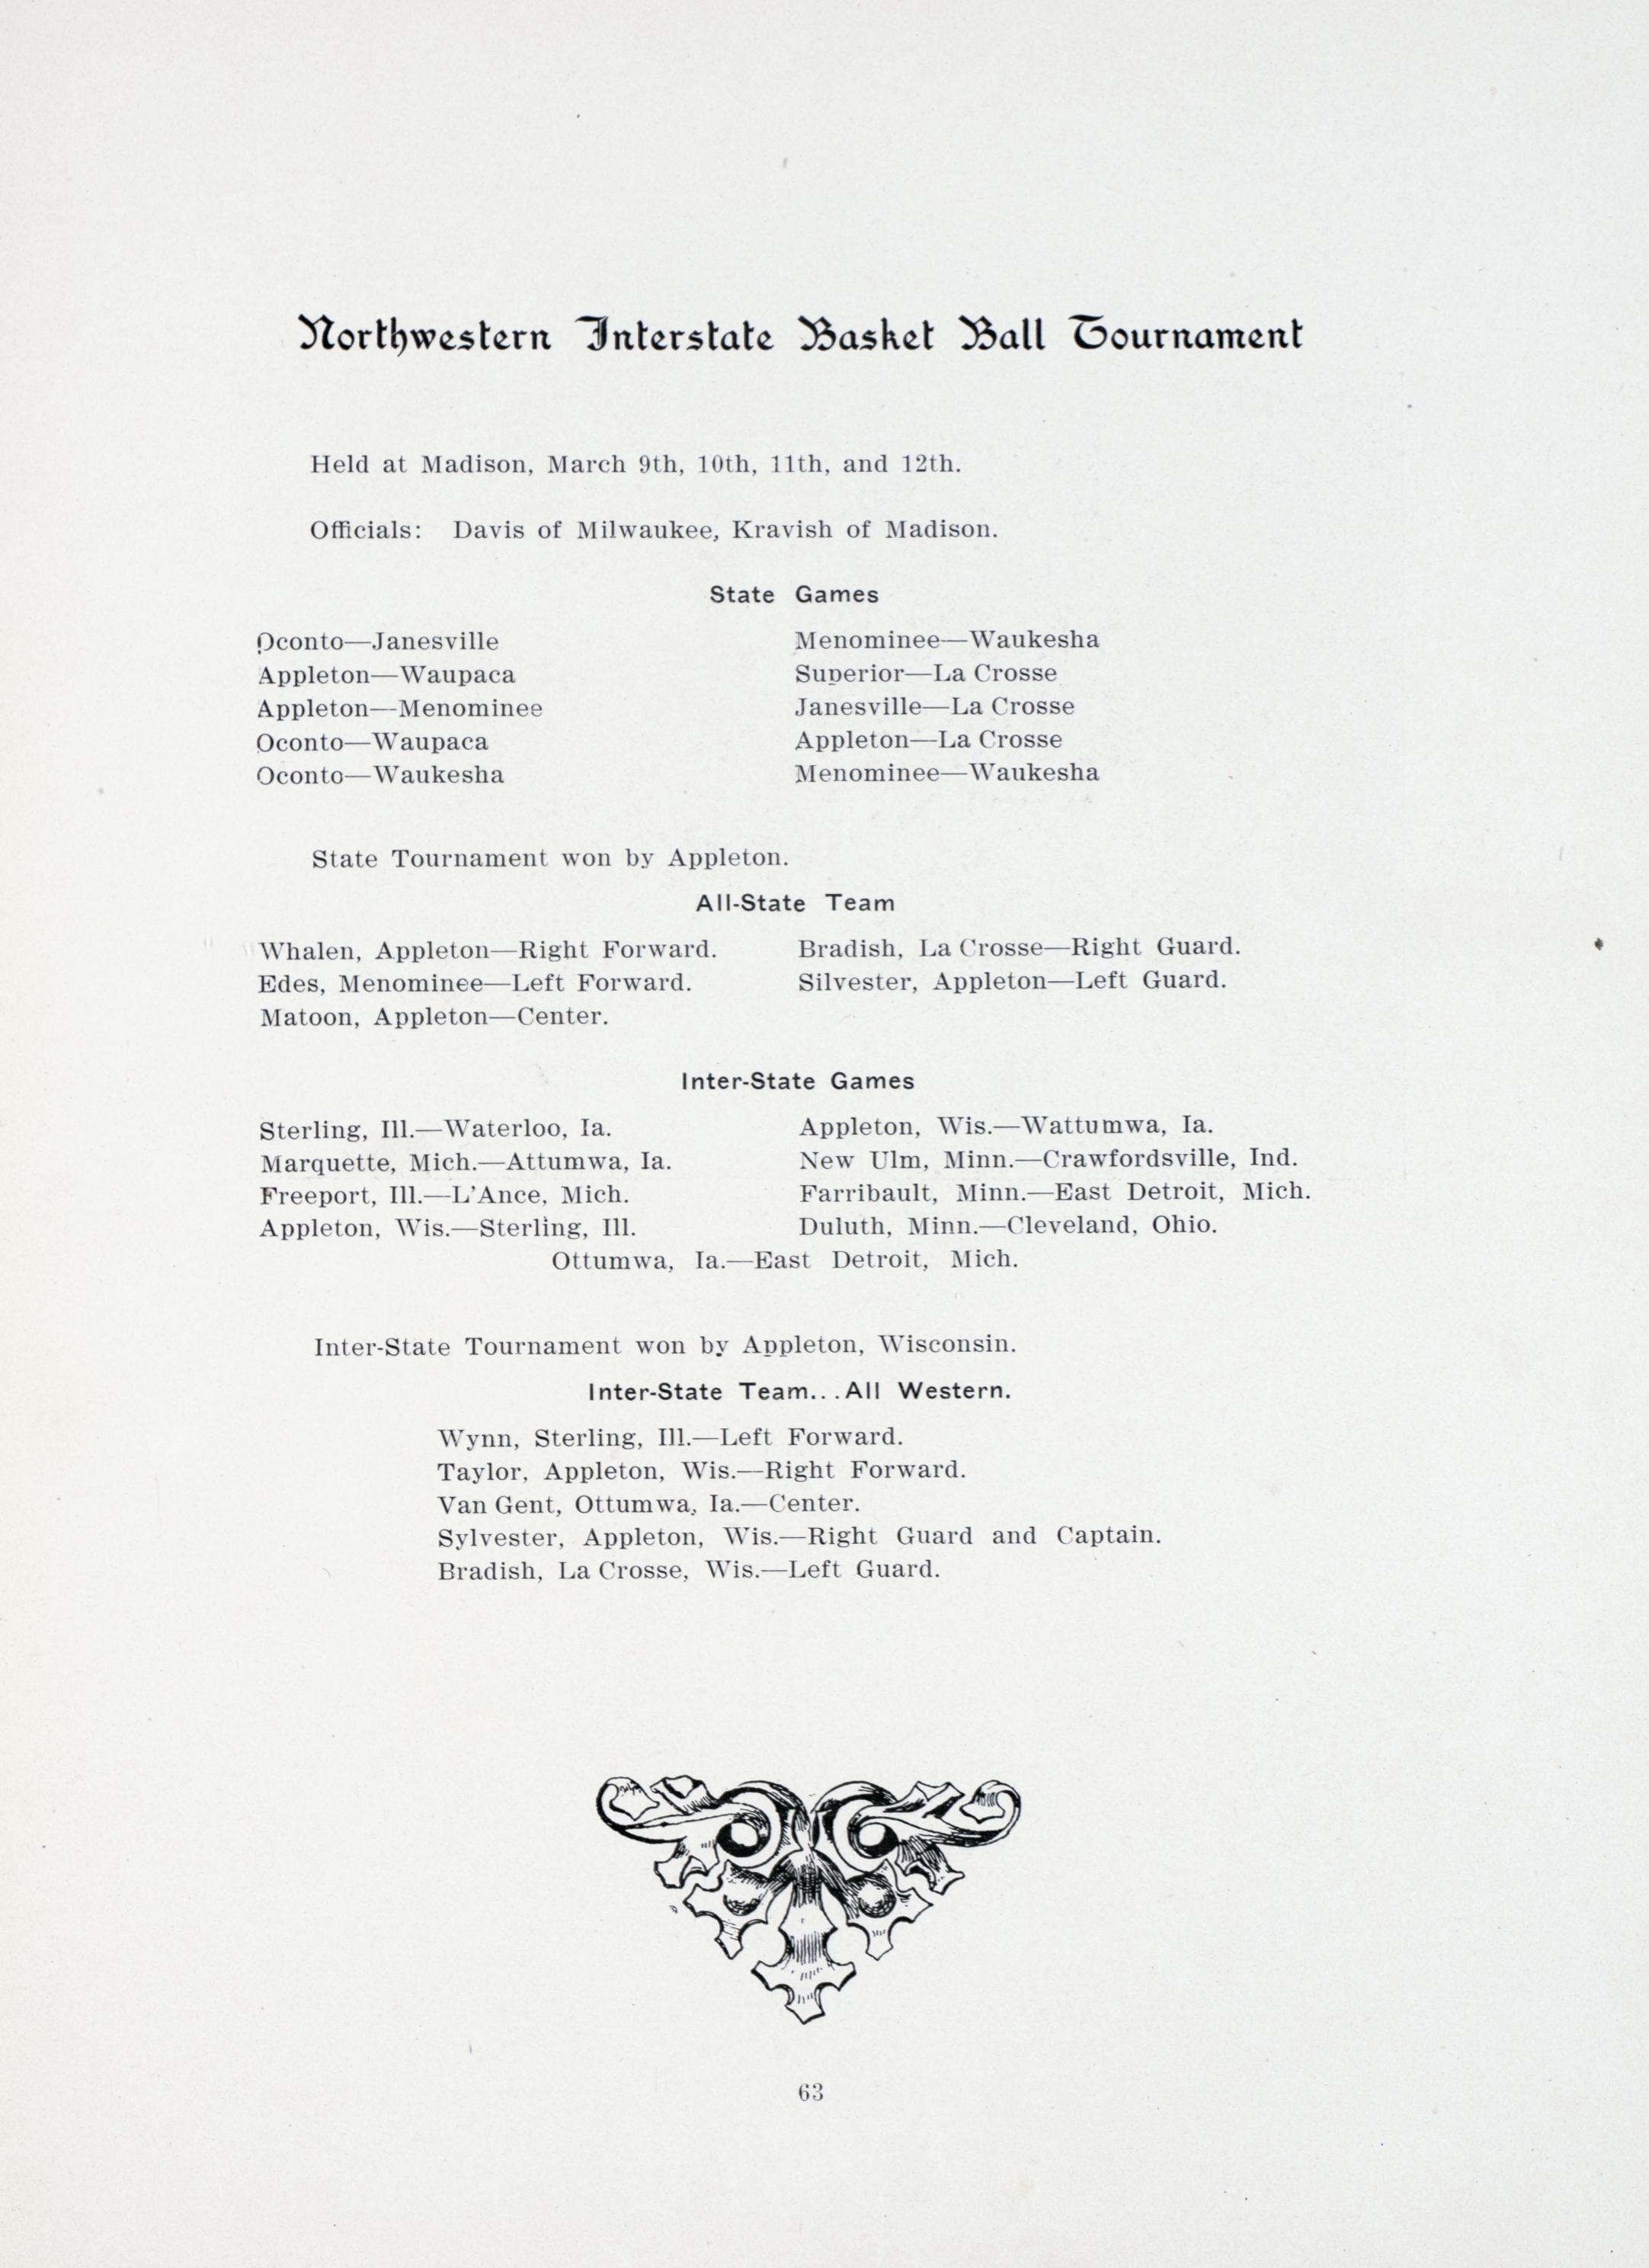 Northwestern Interstate Basket Ball Tournament
Held at Madison, March 9th, 10th, 11th, and 12th.
Officials: Davis of Milwaukee, Kravish of Madison.
State Games
Oconto—Janesville
Appleton—Waupaca
Appleton—Menominee
Oconto—Waupaca
Oconto—Waukesha
Menominee—Waukesha
Superior—La Crosse
Janesville—La Crosse
Appleton—La Crosse
Menominee—Waukesha
State Tournament won by Appleton.
All-State Team
Whalen, Appleton—Right Forward.
Edes, Menominee—Left Forward.
Matoon, Appleton—Center.
Bradish, La Crosse—Right Guard.
Silvester, Appleton—Left Guard.
Inter-State Games
Sterling, Ill.—Waterloo, Ia.
Marquette, Mich.—Attumwa, Ia.
Freeport, Ill.—L'Ance, Mich.
Appleton, Wis.—Sterling, Ill.
Appleton, Wis.—Wattumwa, Ia.
New Ulm, Minn.—Crawfordsville, Ind.
Farribault, Minn.—East Detroit, Mich.
Duluth, Minn.—Cleveland, Ohio.
Ottumwa, Ia.—East Detroit, Mich.
Inter-State Tournament won by Appleton, Wisconsin.
Inter-State Team...All Western.
Wynn, Sterling, Ill.—Left Forward.
Taylor, Appleton, Wis.—Right Forward.
Van Gent, Ottumwa, Ia.—Center.
Sylvester, Appleton, Wis.—Right Guard and Captain.
Bradish, La Crosse, Wis.—Left Guard.
63